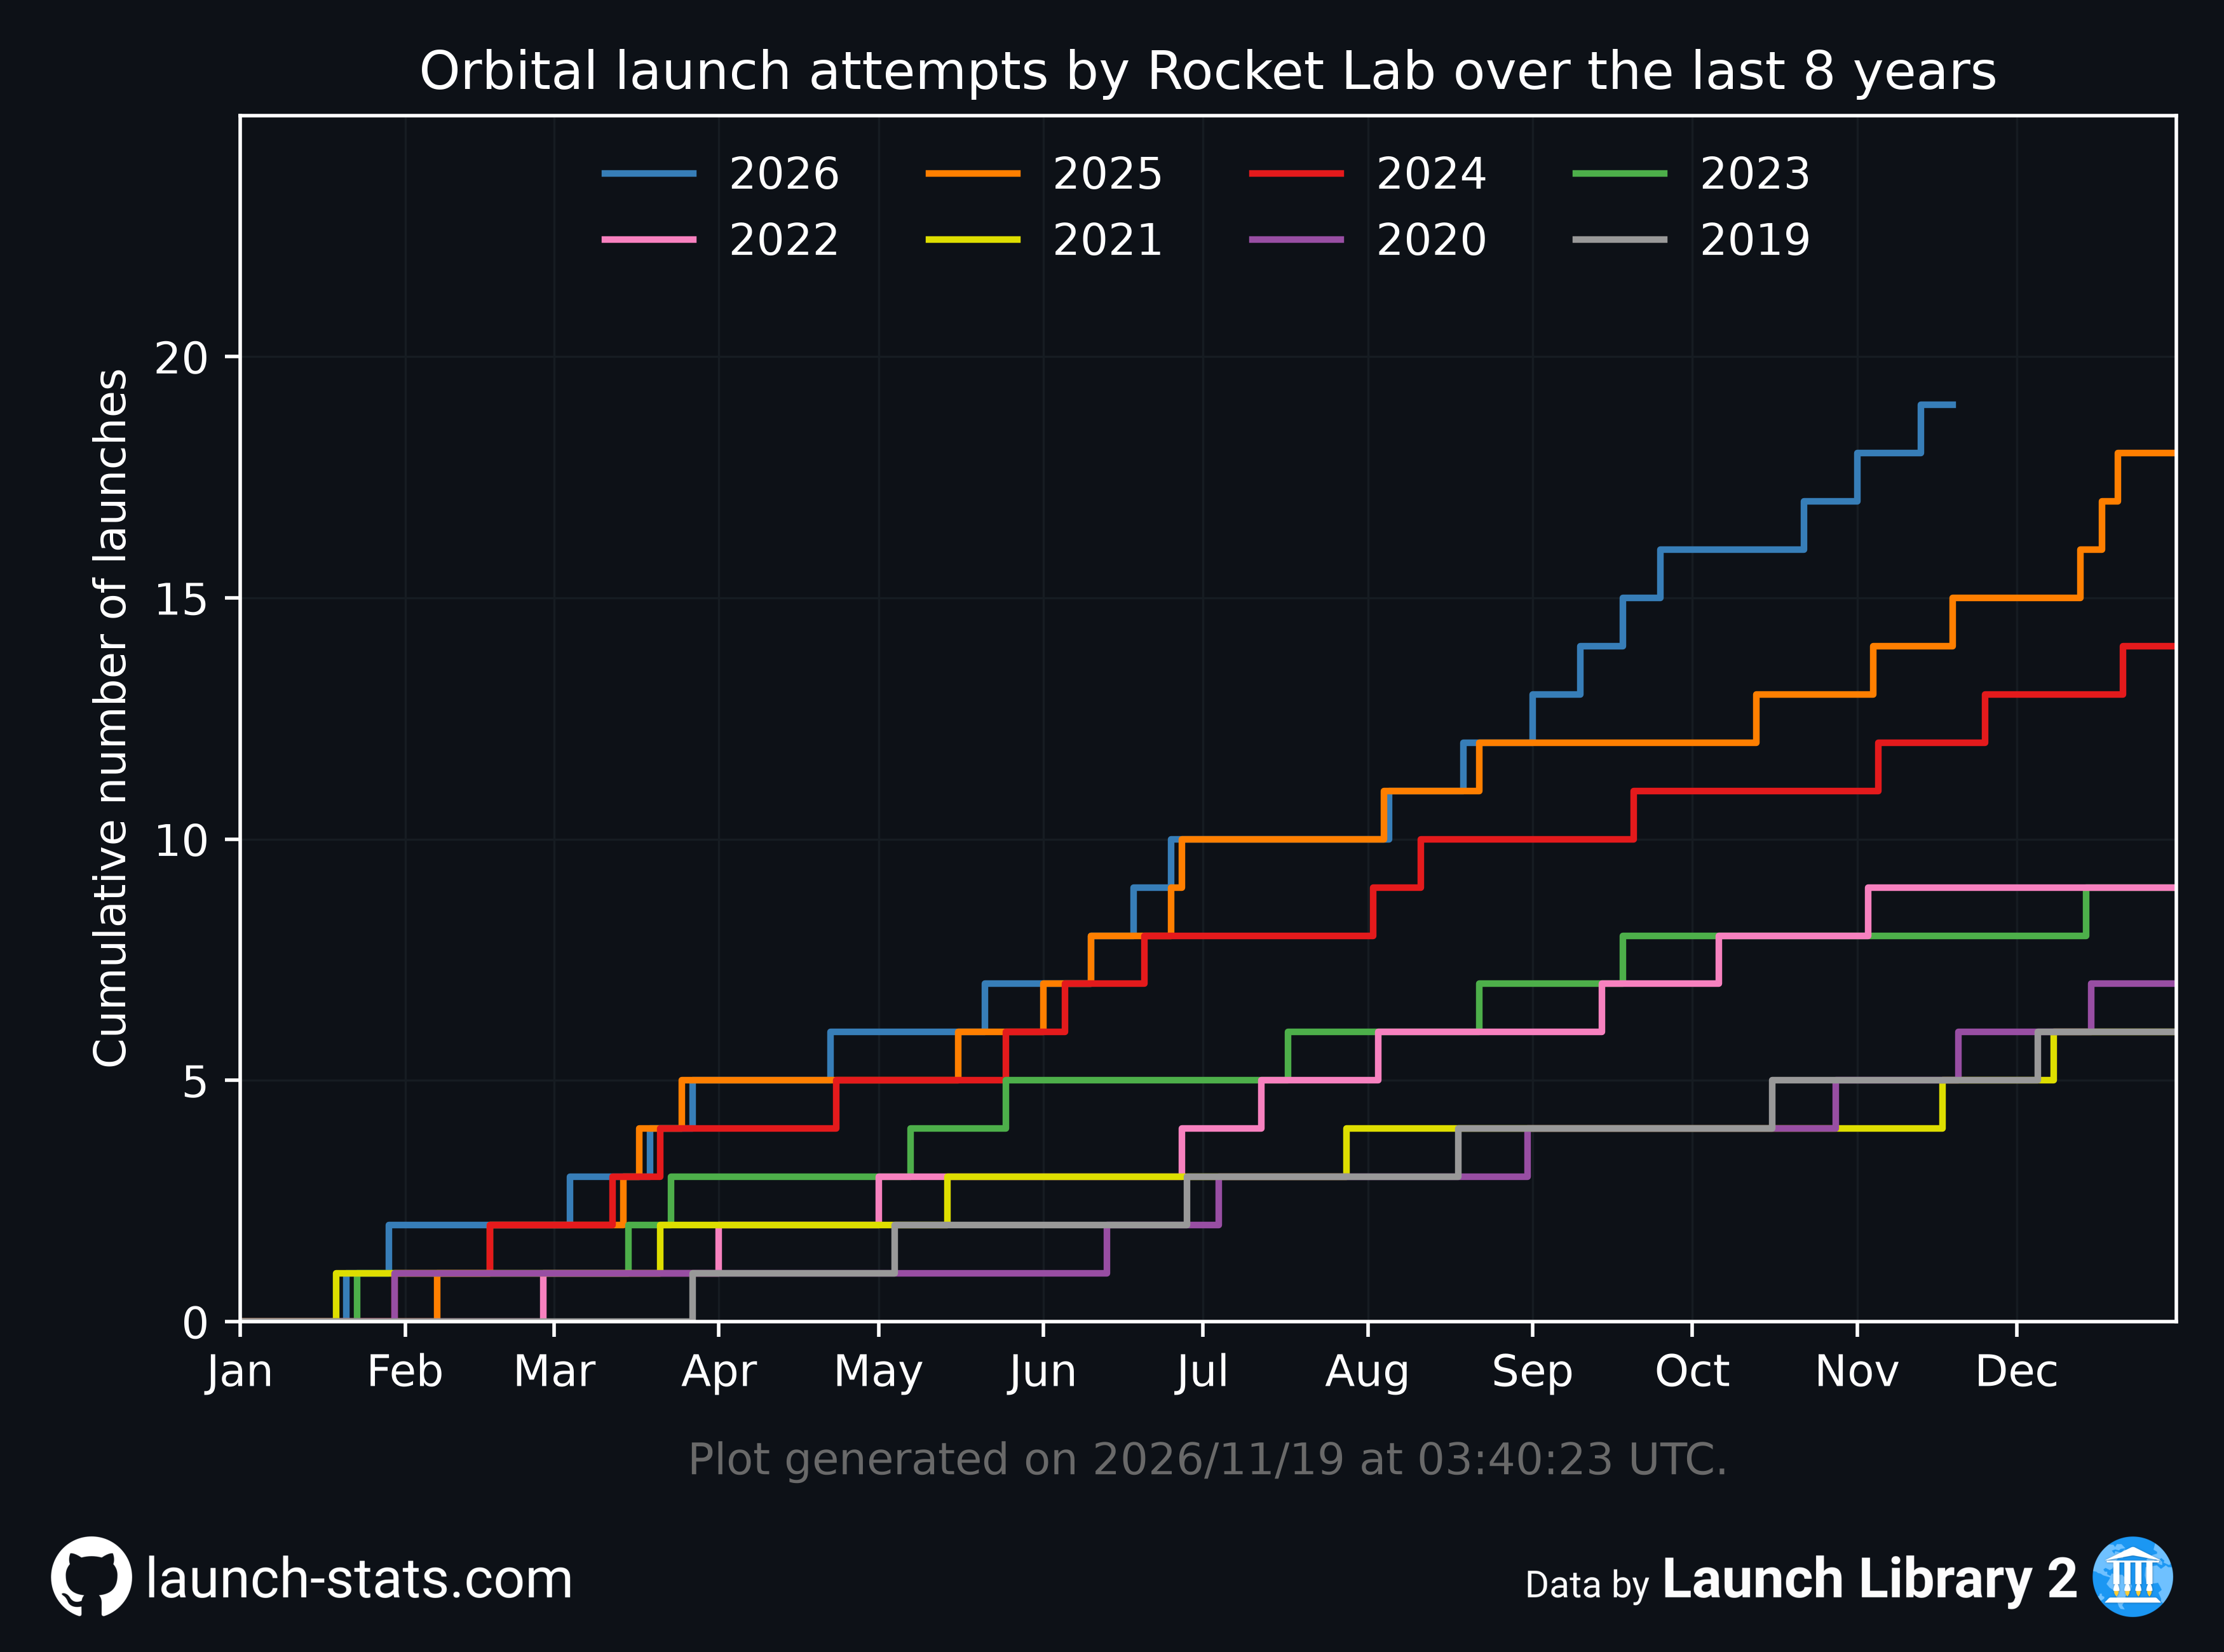 Orbital launch attempts by Rocket Lab over the last 8 years
2026 2025 2024 2023
2022 2021 2020 2019
Cumulative number of launches
20
15
10
5
0
Jan Feb Mar Apr May Jun Jul Aug Sep Oct Nov Dec
Plot generated on 2026/11/19 at 03:40:23 UTC.
launch-stats.com
Data by Launch Library 2